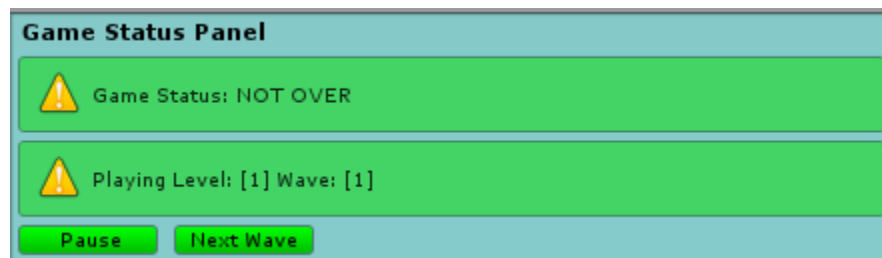 Game Status Panel
Game Status: NOT OVER
Playing Level: [1] Wave: [1]
Pause Next Wave